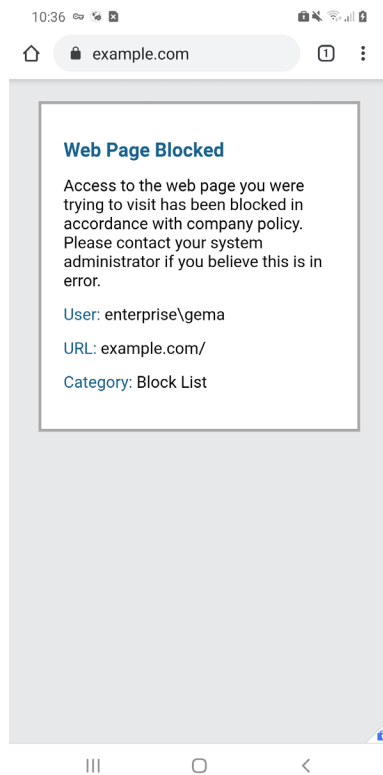 10:36
example.com
1
Web Page Blocked
Access to the web page you were
trying to visit has been blocked in
accordance with company policy.
Please contact your system
administrator if you believe this is in
error.
User: enterprise\gema
URL: example.com/
Category: Block List